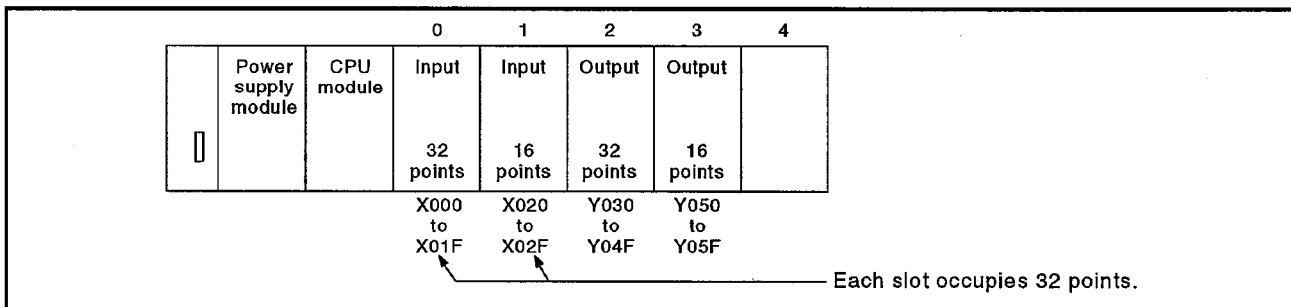 0 1 2 3 4
Power supply module
CPU module
Input
32 points
Input
16 points
Output
32 points
Output
16 points
X000 to X01F
X020 to X02F
Y030 to Y04F
Y050 to Y05F
Each slot occupies 32 points.